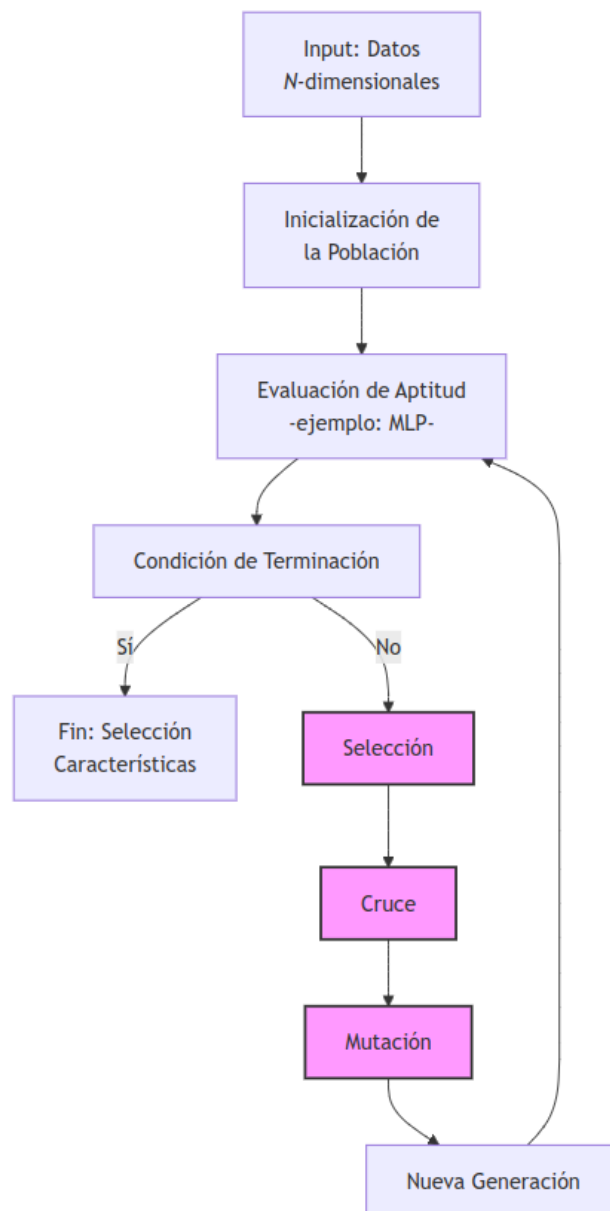 Input: Datos
N-dimensionales
Inicialización de
la Población
Evaluación de Aptitud
-ejemplo: MLP-
Condición de Terminación
Sí
No
Fin: Selección
Características
Selección
Cruce
Mutación
Nueva Generación